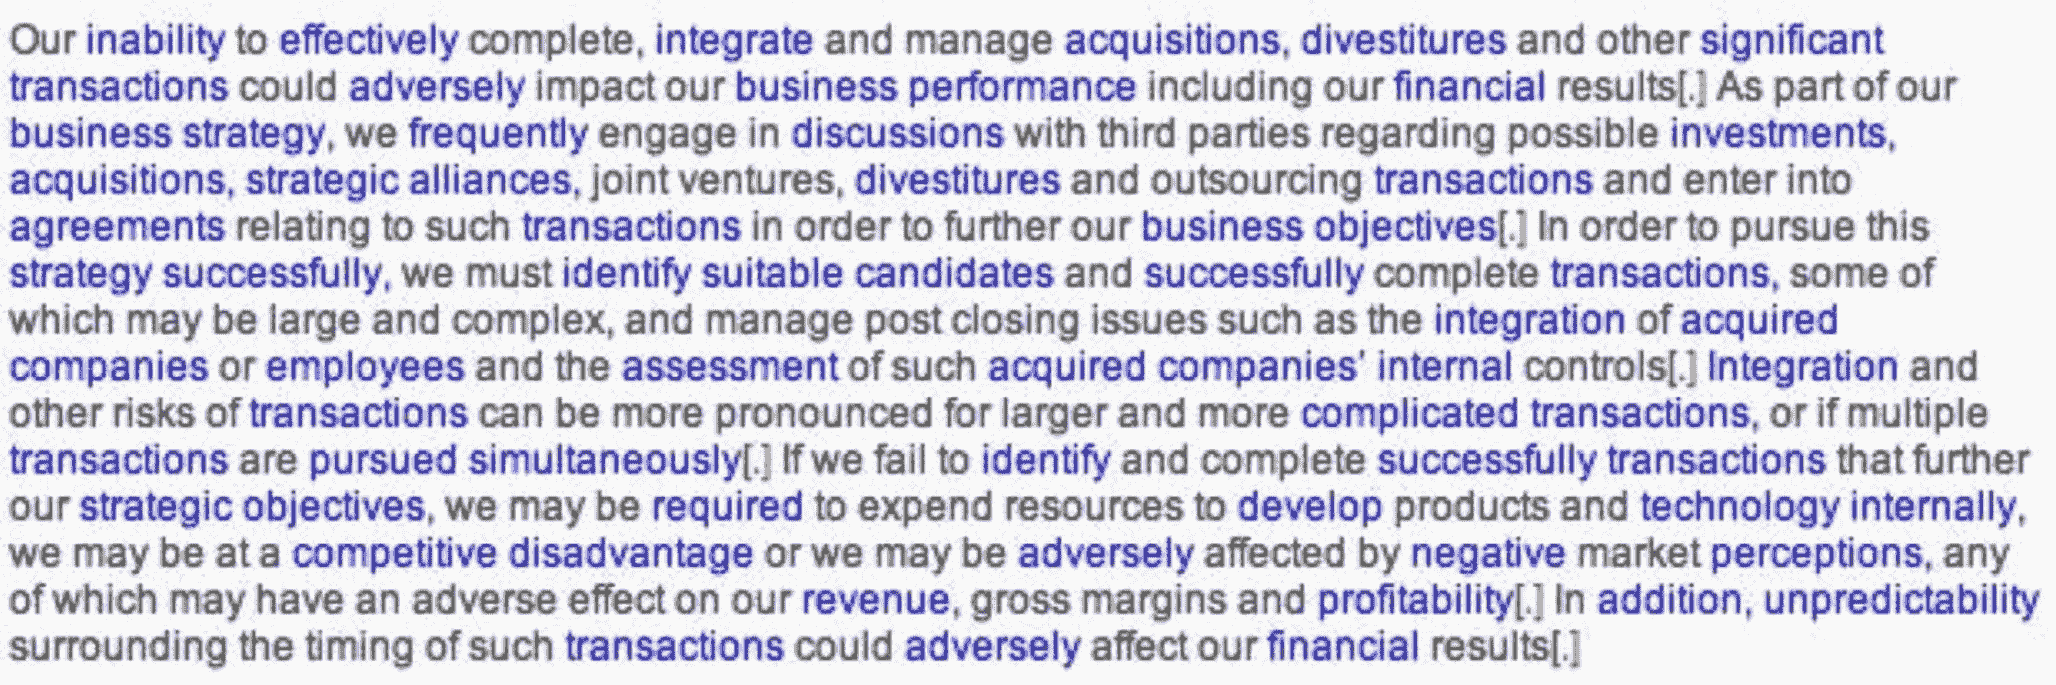 Our inability to effectively complete, integrate and manage acquisitions, divestitures and other significant
transactions could adversely impact our business performance including our financial results[.] As part of our
business strategy, we frequently engage in discussions with third parties regarding possible investments,
acquisitions, strategic alliances, joint ventures, divestitures and outsourcing transactions and enter into
agreements relating to such transactions in order to further our business objectives[.] In order to pursue this
strategy successfully, we must identify suitable candidates and successfully complete transactions, some of
which may be large and complex, and manage post closing issues such as the integration of acquired
companies or employees and the assessment of such acquired companies' internal controls[.] Integration and
other risks of transactions can be more pronounced for larger and more complicated transactions, or if multiple
transactions are pursued simultaneously[.] If we fail to identify and complete successfully transactions that further
our strategic objectives, we may be required to expend resources to develop products and technology internally,
we may be at a competitive disadvantage or we may be adversely affected by negative market perceptions, any
of which may have an adverse effect on our revenue, gross margins and profitability[.] In addition, unpredictability
surrounding the timing of such transactions could adversely affect our financial results[.]